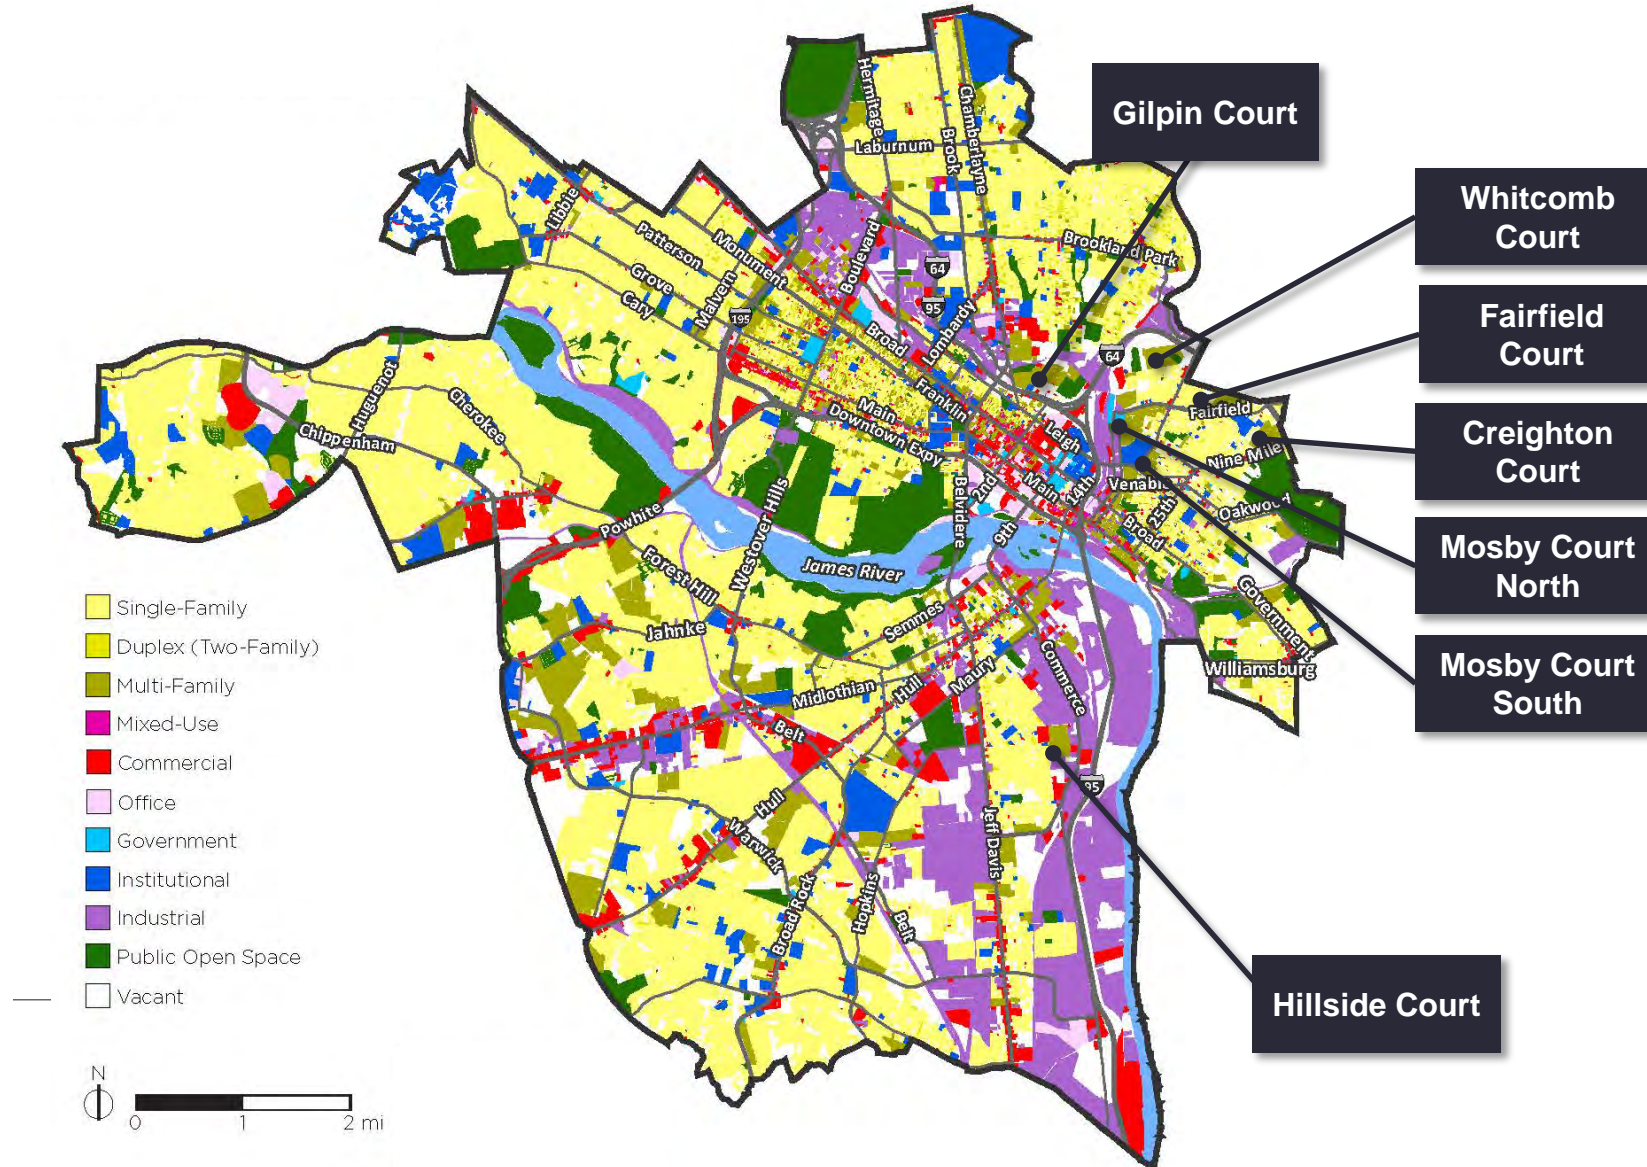 Gilpin Court
Whitcomb
Court
Fairfield
Court
Creighton
Court
Mosby Court
North
Mosby Court
South
Hillside Court
Hermitage
Chamberlayne
Brook
Laburnum
Libbie
Patterson
Monument
Boulevard
Brookland Park
64
Grove
Malvern
Cary
195
95
Broad
Lombardy
64
Huguenot
Cherokee
Chippenham
Franklin
Main
Downtown Expy
Leigh
Fairfield
Nine Mile
Belvidere
2nd
Main
14th
Venable
25th
Oakwood
Broad
Powhite
Westover Hills
9th
James River
Forest Hill
Government
Jahnke
Semmes
Commerce
Williamsburg
Midlothian
Hull
Maury
Belt
95
Hull
Warwick
Jeff Davis
Broad Rock
Hopkins
Belt
Single-Family
Duplex (Two-Family)
Multi-Family
Mixed-Use
Commercial
Office
Government
Institutional
Industrial
Public Open Space
Vacant
N
0 1 2 mi